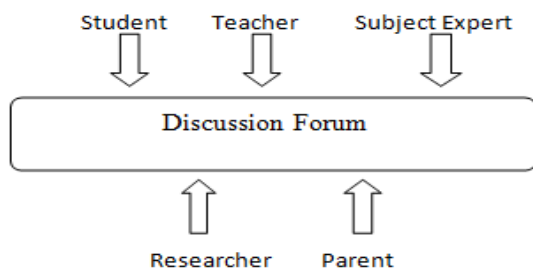 Student Teacher Subject Expert
Discussion Forum
Researcher Parent